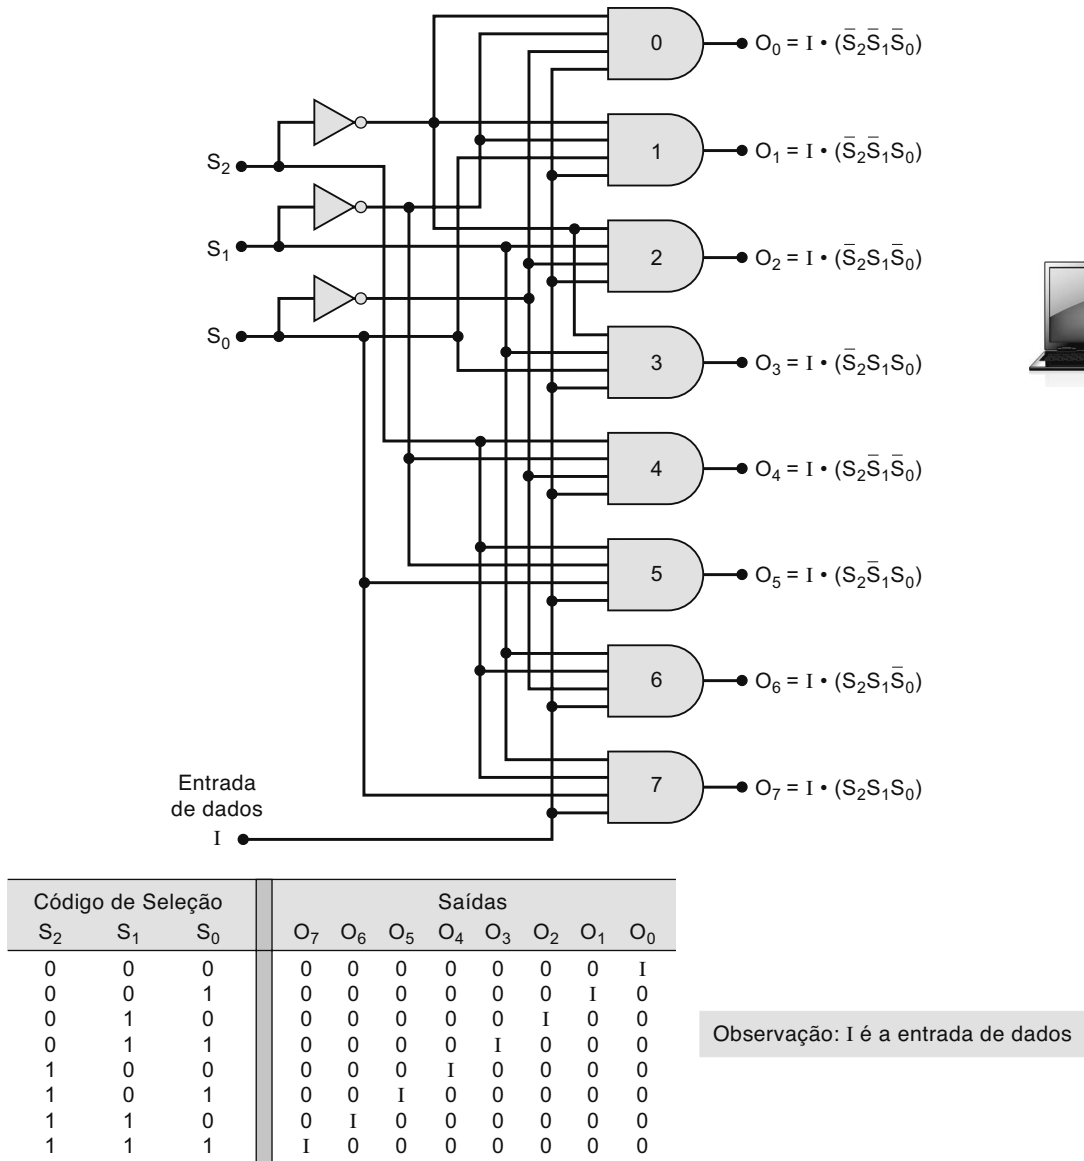 0
O₀ = I • (S̅₂S̅₁S̅₀)
1
O₁ = I • (S̅₂S̅₁S₀)
S₂
2
O₂ = I • (S̅₂S₁S̅₀)
S₁
3
O₃ = I • (S̅₂S₁S₀)
S₀
4
O₄ = I • (S₂S̅₁S̅₀)
5
O₅ = I • (S₂S̅₁S₀)
6
O₆ = I • (S₂S₁S̅₀)
7
O₇ = I • (S₂S₁S₀)
Entrada
de dados
I
Código de Seleção Saídas
S₂ S₁ S₀ O₇ O₆ O₅ O₄ O₃ O₂ O₁ O₀
0 0 0 0 0 0 0 0 0 0 I
0 0 1 0 0 0 0 0 0 I 0
0 1 0 0 0 0 0 0 I 0 0
0 1 1 0 0 0 0 I 0 0 0
1 0 0 0 0 0 I 0 0 0 0
1 0 1 0 0 I 0 0 0 0 0
1 1 0 0 I 0 0 0 0 0 0
1 1 1 I 0 0 0 0 0 0 0
Observação: I é a entrada de dados